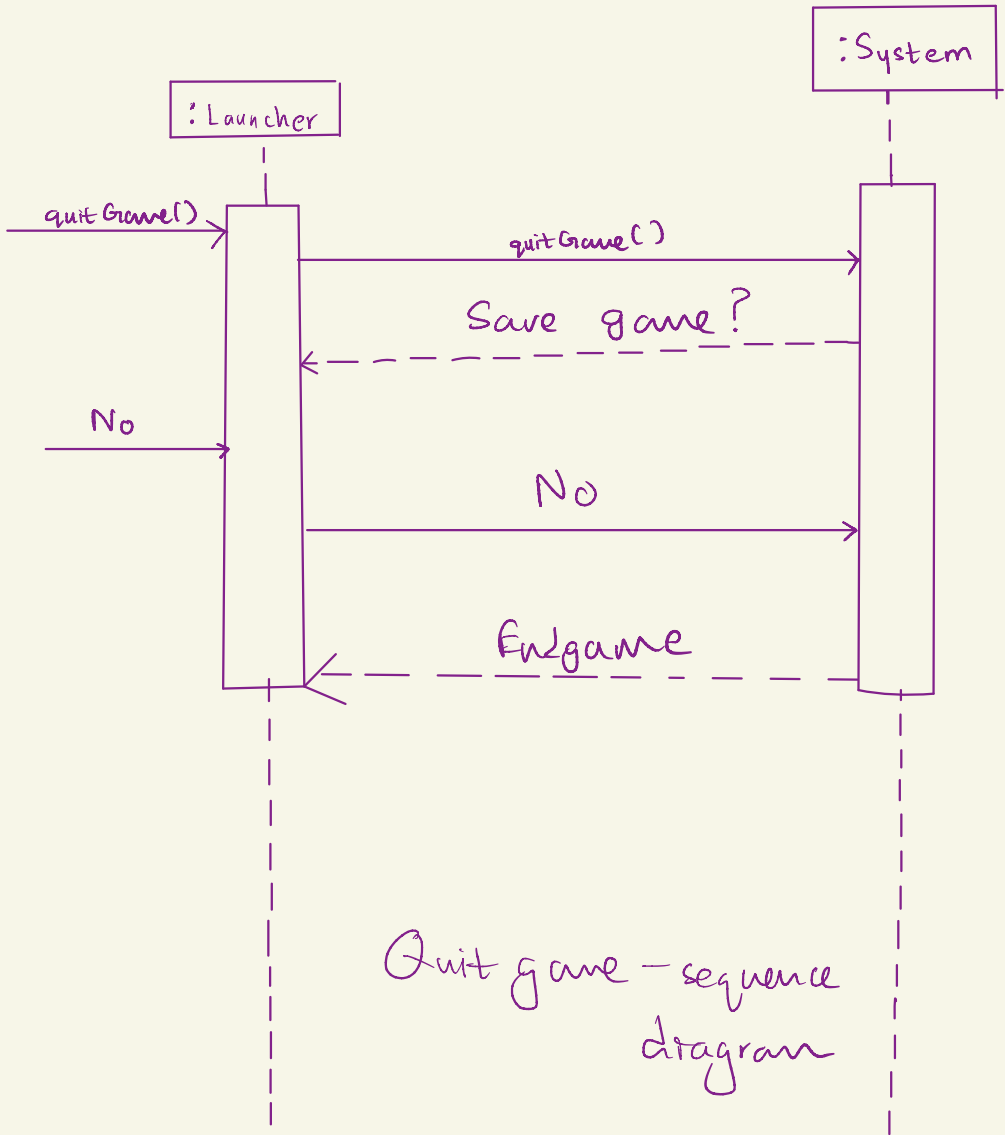 :System
:Launcher
quitGame()
quitGame()
Save game?
No
No
Endgame
Quit game - sequence
diagram